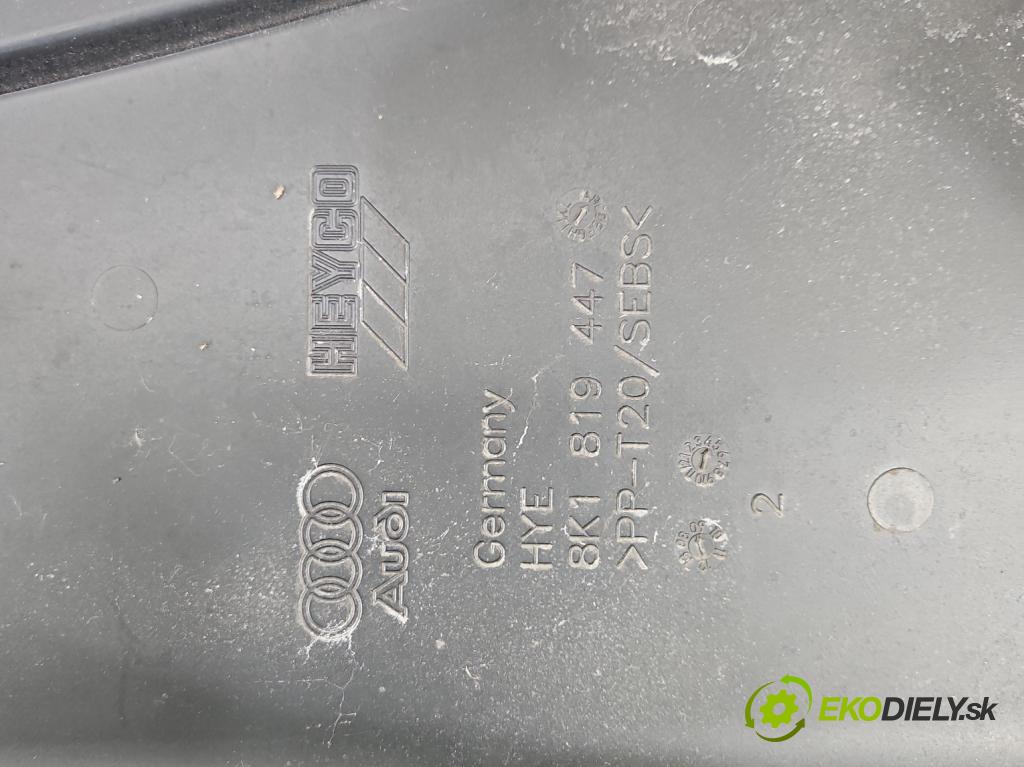 HEYCO
Audi
Germany
HYE
8K1 819 447
>PP-T20/SEBS<
2
EKODIELY.sk